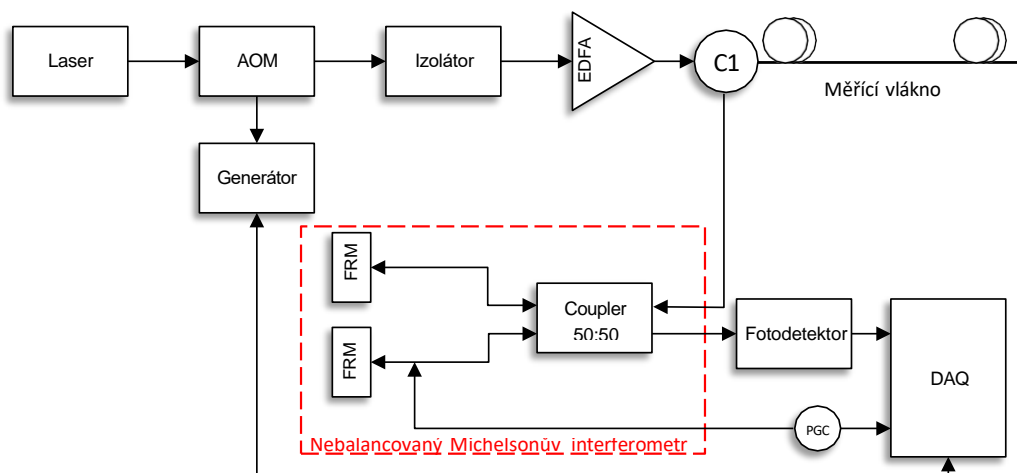 Laser
AOM
Izolátor
EDFA
C1
Měřící vlákno
Generátor
FRM
Coupler
50:50
Fotodetektor
FRM
DAQ
PGC
Nebalancovaný Michelsonův interferometr